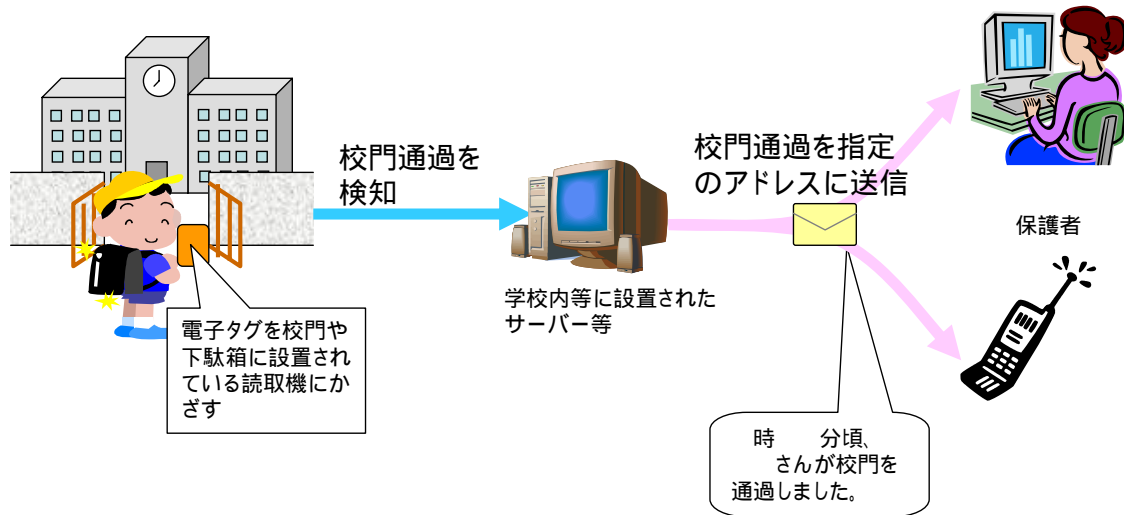 校門通過を
検知
校門通過を指定
のアドレスに送信
保護者
学校内等に設置された
サーバー等
電子タグを校門や
下駄箱に設置され
ている読取機にか
ざす
時　　分頃、
さんが校門を
通過しました。